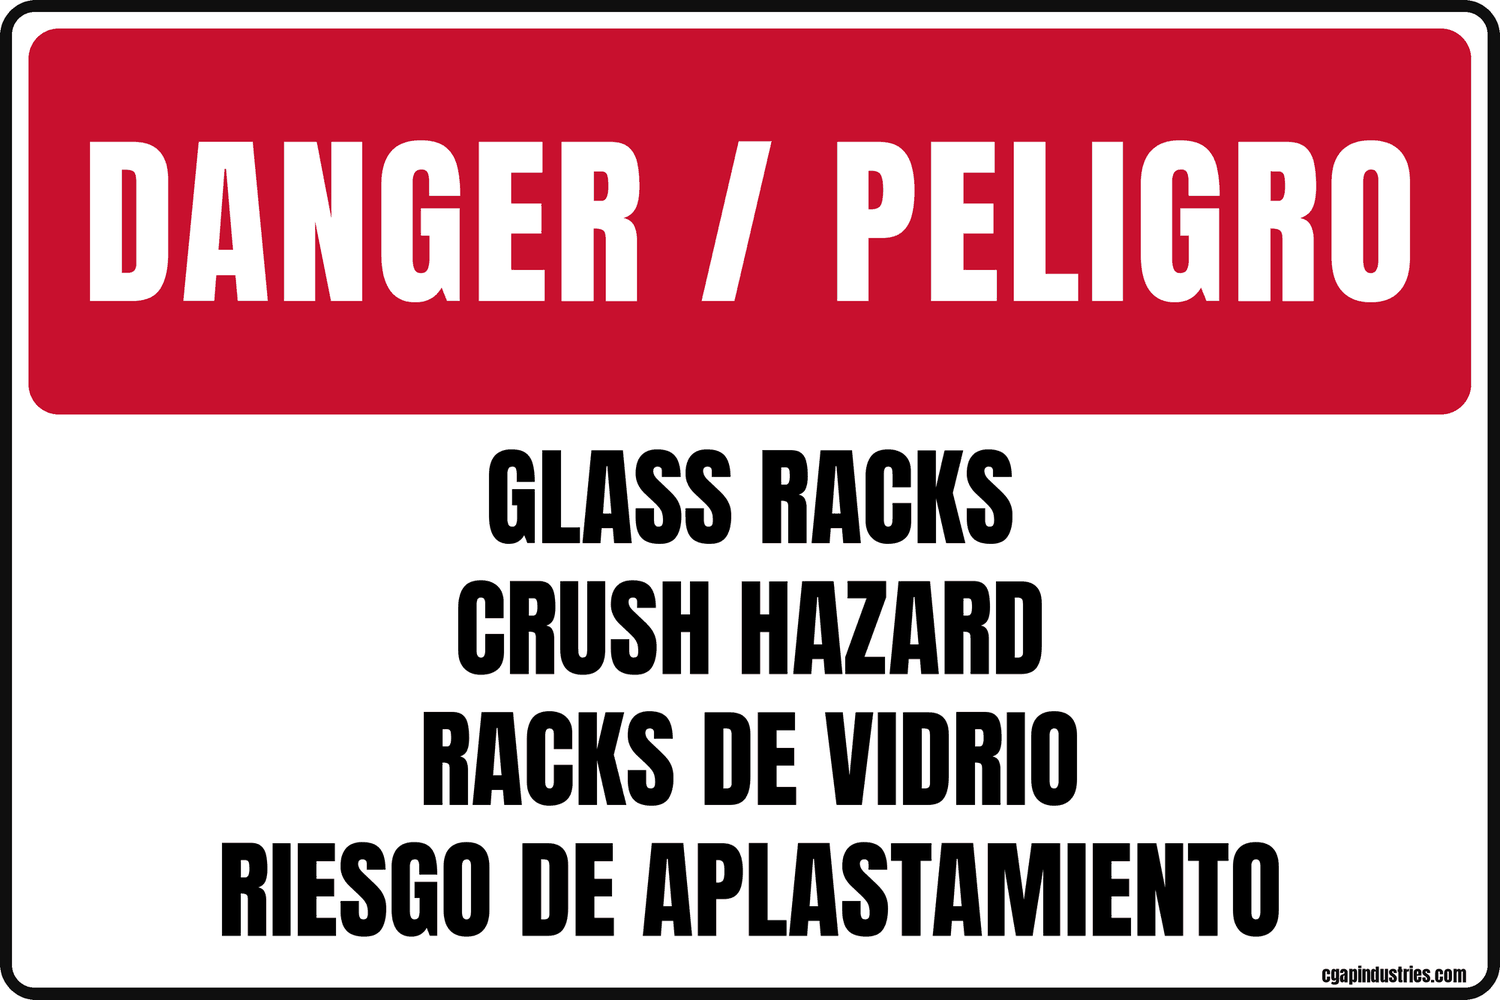 DANGER / PELIGRO
GLASS RACKS
CRUSH HAZARD
RACKS DE VIDRIO
RIESGO DE APLASTAMIENTO
cgapindustries.com